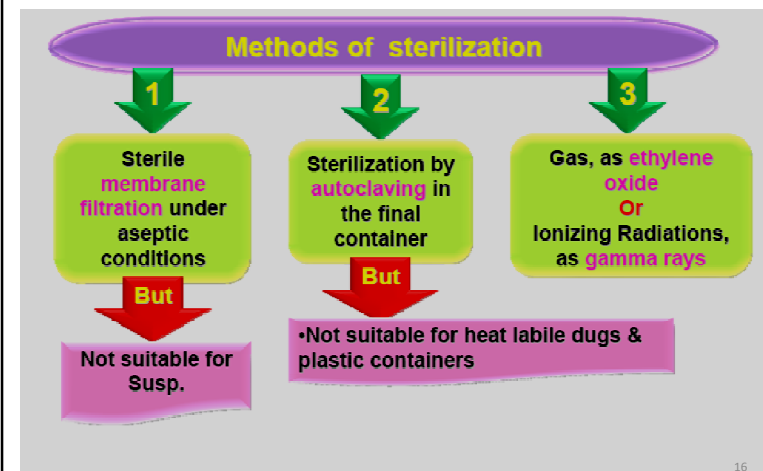 Methods of sterilization
1
Sterile
membrane
filtration under
aseptic
conditions
But
Not suitable for
Susp.
2
Sterilization by
autoclaving in
the final
container
But
•Not suitable for heat labile dugs &
plastic containers
3
Gas, as ethylene
oxide
Or
Ionizing Radiations,
as gamma rays
16